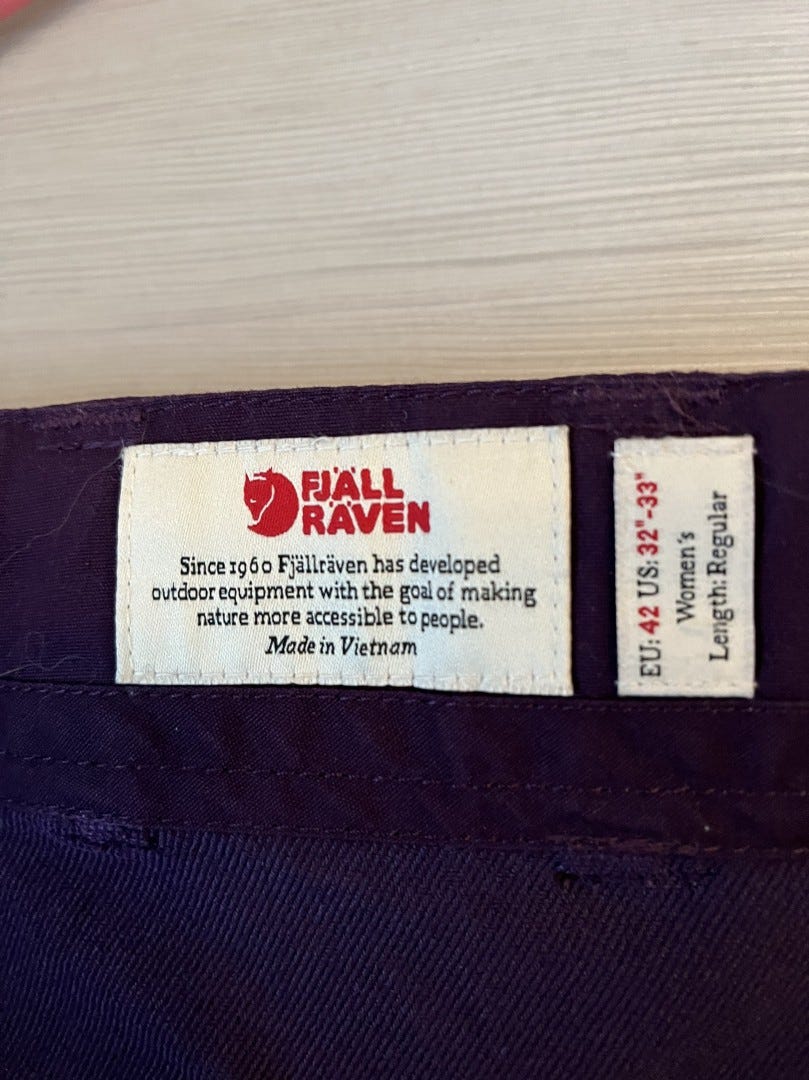 FJÄLL
RÄVEN
Since 1960 Fjällräven has developed
outdoor equipment with the goal of making
nature more accessible to people.
Made in Vietnam
EU: 42 US: 32"-33"
Women's
Length: Regular